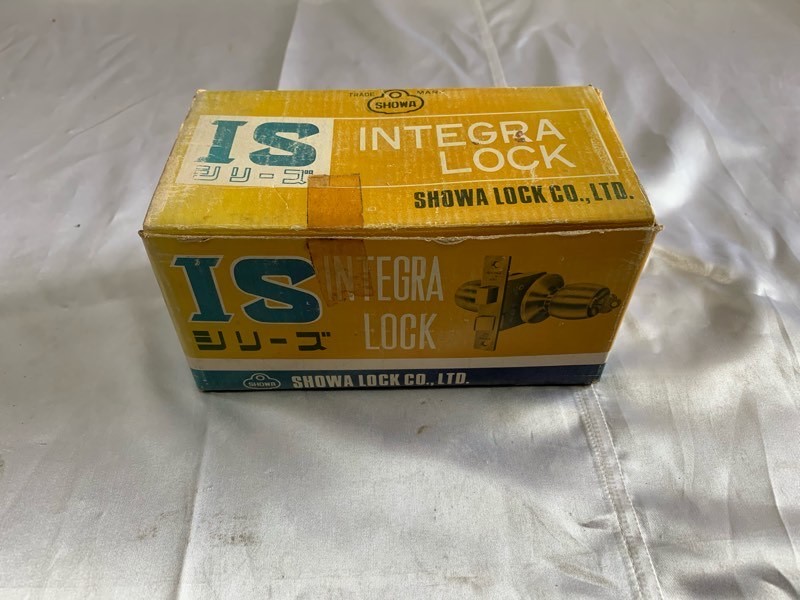 TRADE MARK
SHOWA
IS
シリーズ
INTEGRA
LOCK
SHOWA LOCK CO.,LTD.
IS
シリーズ
INTEGRA
LOCK
SHOWA
SHOWA LOCK CO.,LTD.